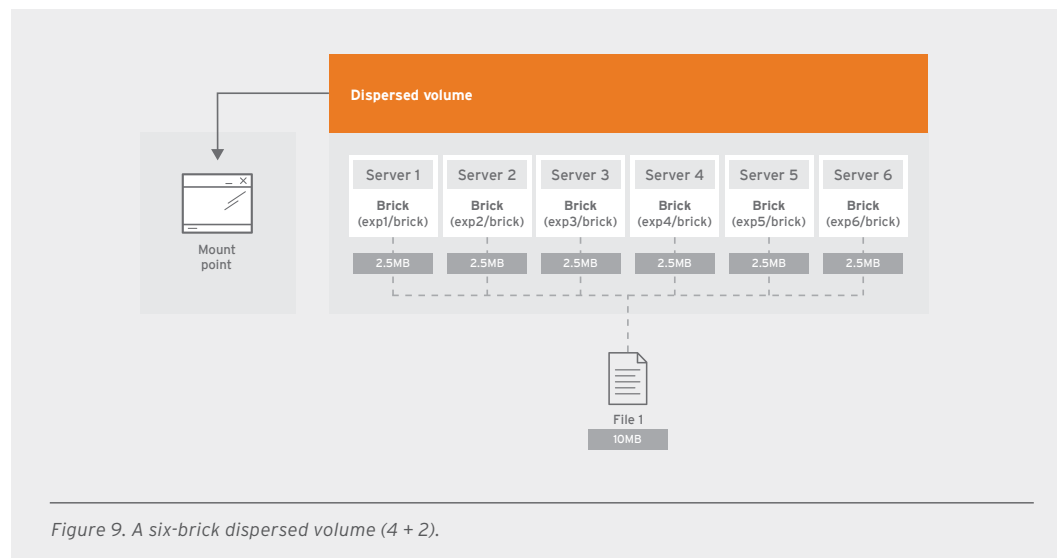 Dispersed volume
Server 1
Server 2
Server 3
Server 4
Server 5
Server 6
Brick
(exp1/brick)
Brick
(exp2/brick)
Brick
(exp3/brick)
Brick
(exp4/brick)
Brick
(exp5/brick)
Brick
(exp6/brick)
Mount
point
2.5MB
2.5MB
2.5MB
2.5MB
2.5MB
2.5MB
File 1
10MB
Figure 9. A six-brick dispersed volume (4 + 2).